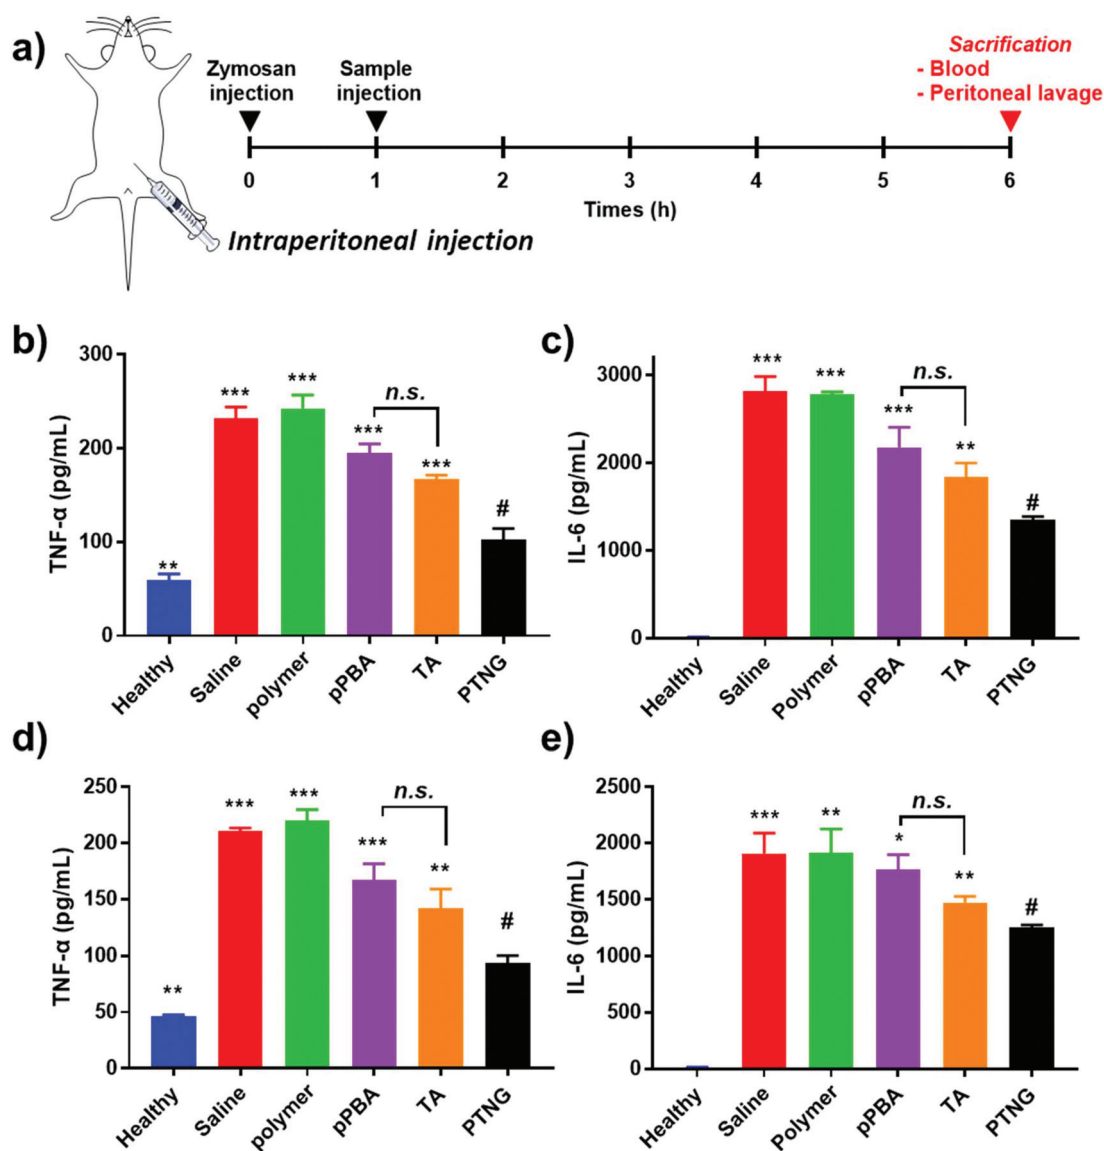 a)
Zymosan
injection
Sample
injection
Sacrification
- Blood
- Peritoneal lavage
0 1 2 3 4 5 6
Times (h)
Intraperitoneal injection
b)
TNF-α (pg/mL)
300
200
100
0
**
***
***
***
n.s.
***
#
Healthy
Saline
polymer
pPBA
TA
PTNG
c)
IL-6 (pg/mL)
3000
2000
1000
0
***
***
***
n.s.
**
#
Healthy
Saline
Polymer
pPBA
TA
PTNG
d)
TNF-α (pg/mL)
250
200
150
100
50
0
**
***
***
***
n.s.
**
#
Healthy
Saline
polymer
pPBA
TA
PTNG
e)
IL-6 (pg/mL)
2500
2000
1500
1000
500
0
***
**
*
n.s.
**
#
Healthy
Saline
Polymer
pPBA
TA
PTNG